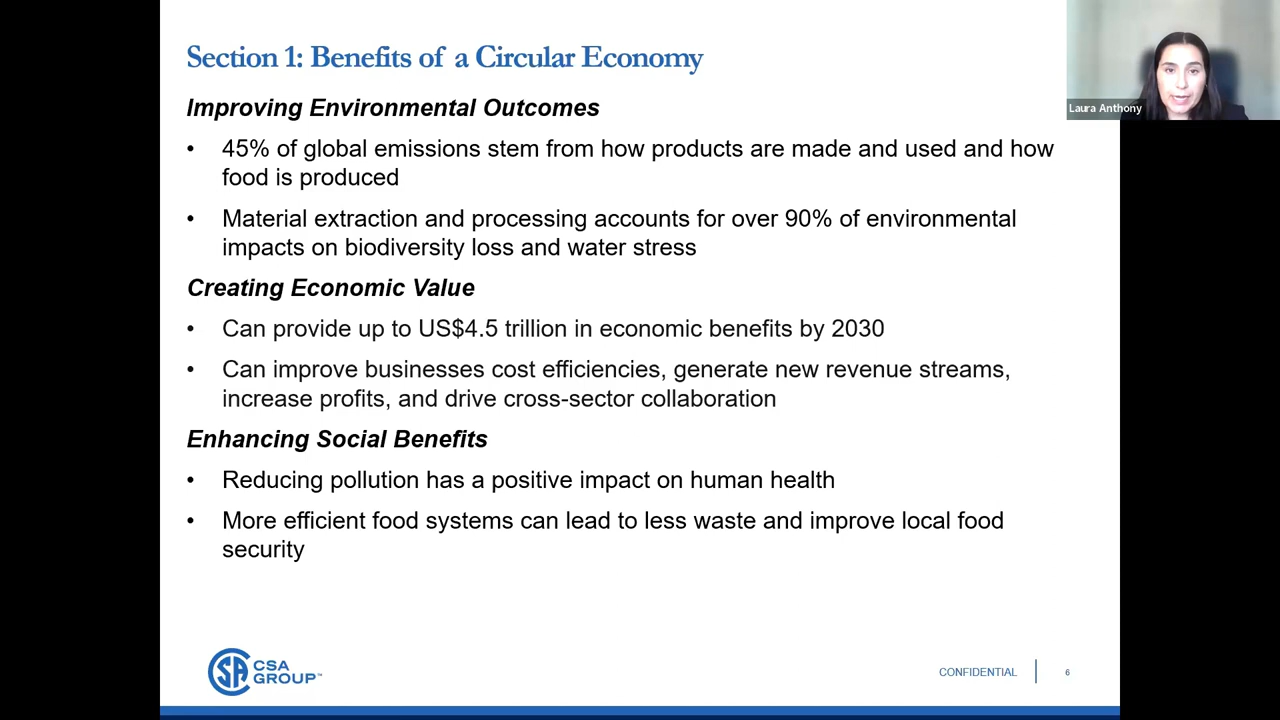 Section 1: Benefits of a Circular Economy
Laura Anthony
Improving Environmental Outcomes
• 45% of global emissions stem from how products are made and used and how
food is produced
• Material extraction and processing accounts for over 90% of environmental
impacts on biodiversity loss and water stress
Creating Economic Value
• Can provide up to US$4.5 trillion in economic benefits by 2030
• Can improve businesses cost efficiencies, generate new revenue streams,
increase profits, and drive cross-sector collaboration
Enhancing Social Benefits
• Reducing pollution has a positive impact on human health
• More efficient food systems can lead to less waste and improve local food
security
CSA
GROUP™
CONFIDENTIAL 6